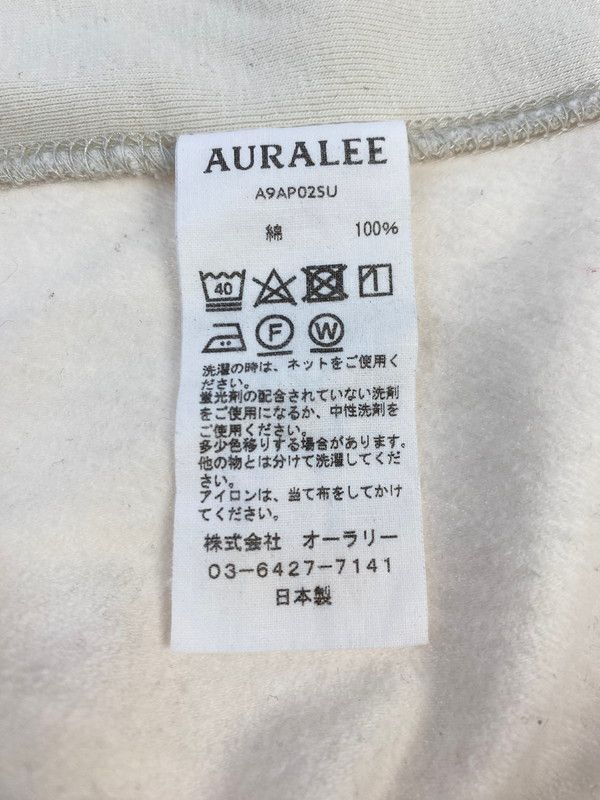 AURALEE
A9AP02SU
綿 100%
40
F W
洗濯の時は、ネットをご使用く
ださい。
蛍光剤の配合されていない洗剤
をご使用になるか、中性洗剤を
ご使用ください。
多少色移りする場合があります。
他の物とは分けて洗濯してくだ
さい。
アイロンは、当て布をしてかけ
てください。
株式会社 オーラリー
03-6427-7141
日本製